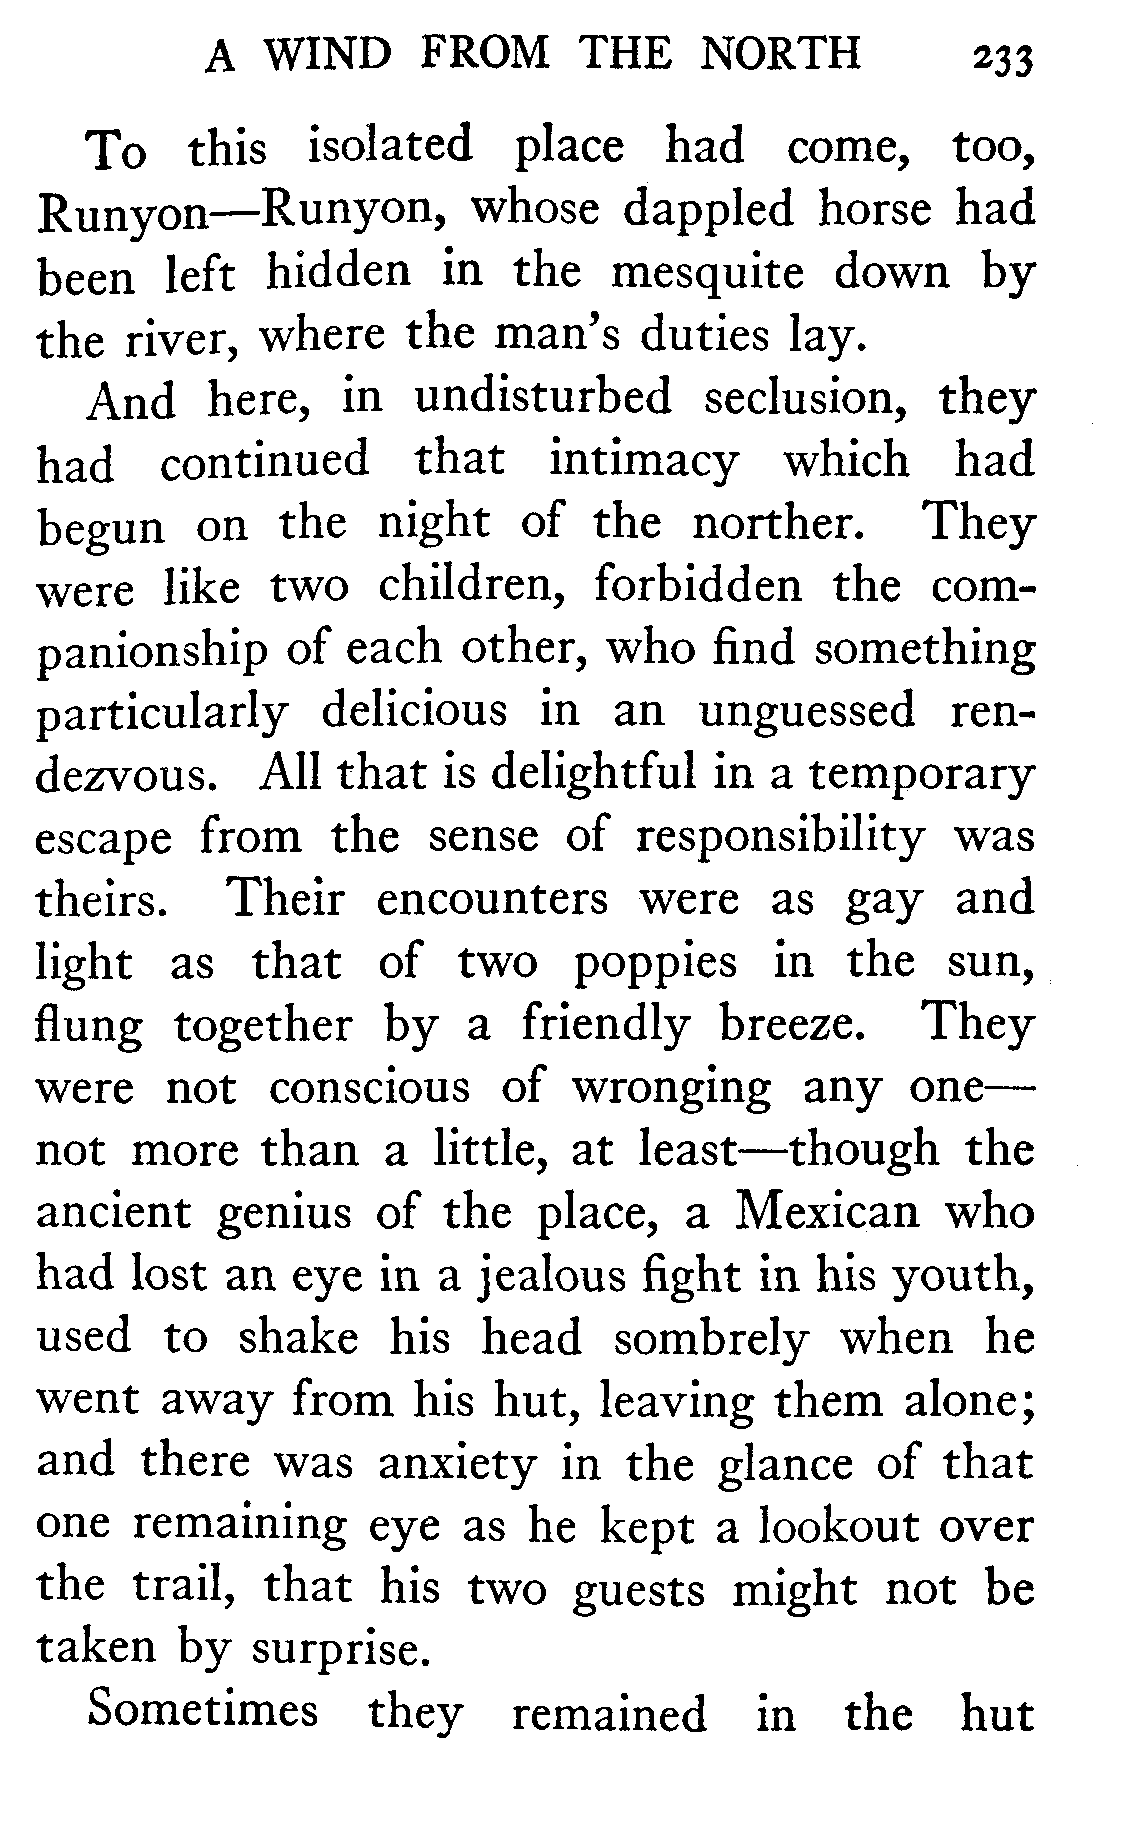 A WIND FROM THE NORTH 233
To this isolated place had come, too,
Runyon—Runyon, whose dappled horse had
been left hidden in the mesquite down by
the river, where the man's duties lay.
And here, in undisturbed seclusion, they
had continued that intimacy which had
begun on the night of the norther. They
were like two children, forbidden the com-
panionship of each other, who find something
particularly delicious in an unguessed ren-
dezvous. All that is delightful in a temporary
escape from the sense of responsibility was
theirs. Their encounters were as gay and
light as that of two poppies in the sun,
flung together by a friendly breeze. They
were not conscious of wronging any one—
not more than a little, at least—though the
ancient genius of the place, a Mexican who
had lost an eye in a jealous fight in his youth,
used to shake his head sombrely when he
went away from his hut, leaving them alone;
and there was anxiety in the glance of that
one remaining eye as he kept a lookout over
the trail, that his two guests might not be
taken by surprise.
Sometimes they remained in the hut